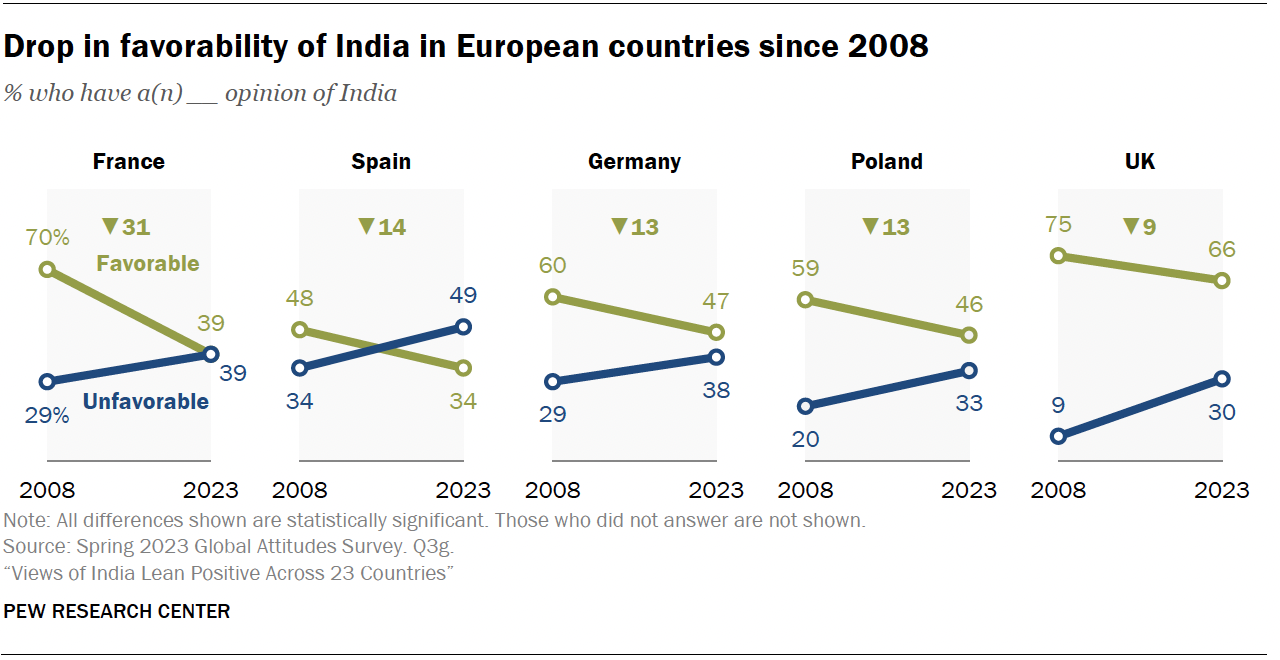 Drop in favorability of India in European countries since 2008
% who have a(n) __ opinion of India
France
▼31
70%
Favorable
39
39
Unfavorable
29%
2008 2023
Spain
▼14
48
49
34
34
2008 2023
Germany
▼13
60
47
29
38
2008 2023
Poland
▼13
59
46
20
33
2008 2023
UK
▼9
75
66
9
30
2008 2023
Note: All differences shown are statistically significant. Those who did not answer are not shown.
Source: Spring 2023 Global Attitudes Survey. Q3g.
“Views of India Lean Positive Across 23 Countries”
PEW RESEARCH CENTER